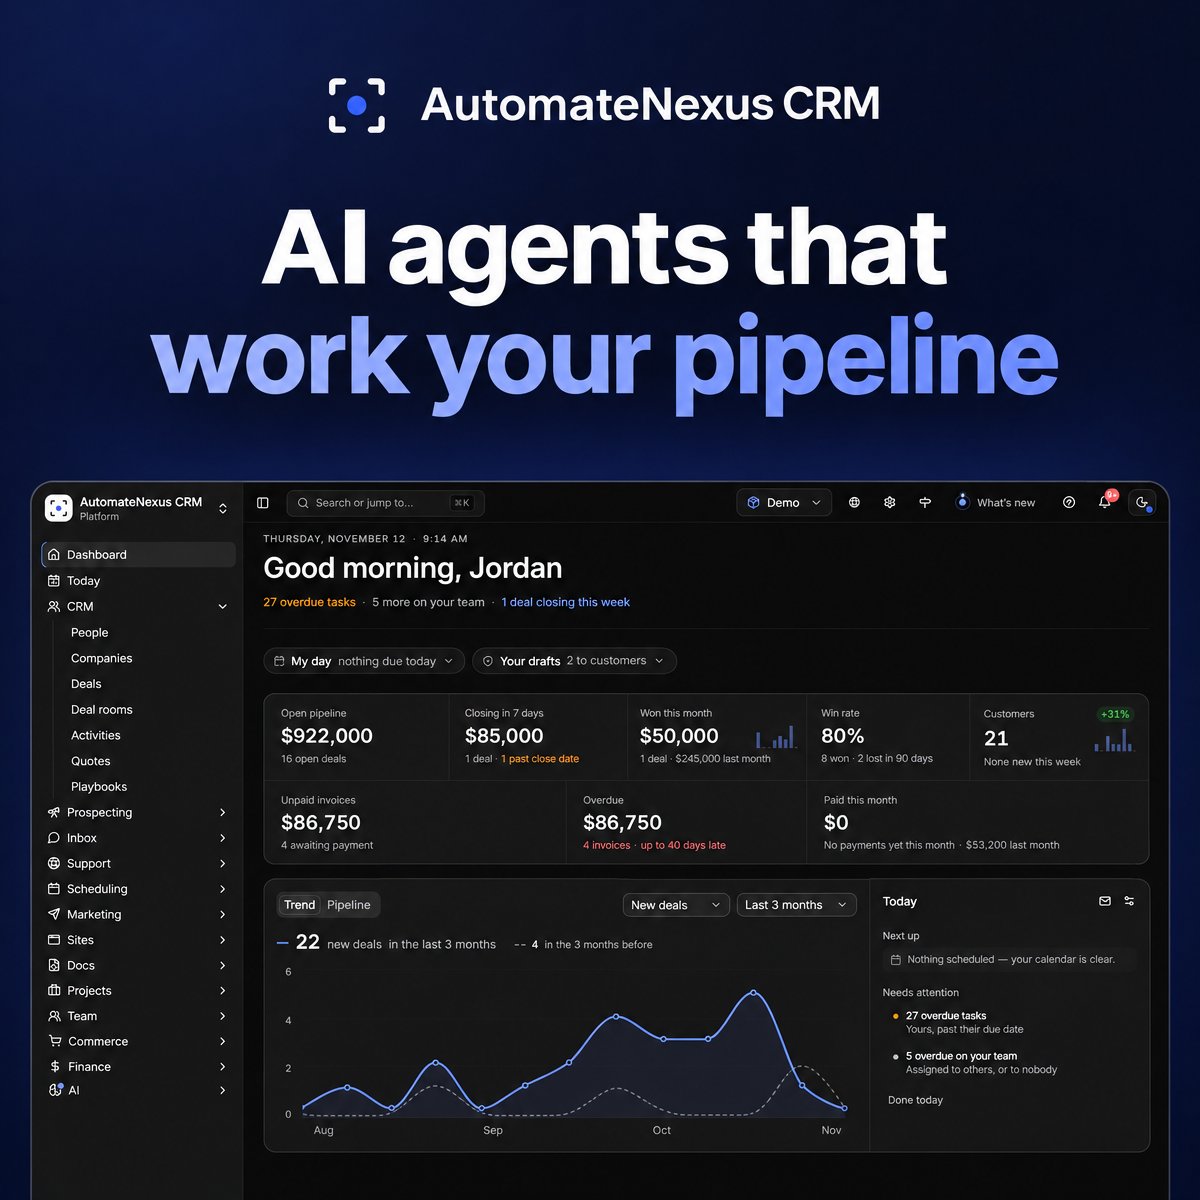 AutomateNexus CRM
AI agents that
work your pipeline
AutomateNexus CRM
Platform
Search or jump to... ⌘K
Demo
What's new
9+
Dashboard
Today
CRM
People
Companies
Deals
Deal rooms
Activities
Quotes
Playbooks
Prospecting
Inbox
Support
Scheduling
Marketing
Sites
Docs
Projects
Team
Commerce
Finance
AI
THURSDAY, NOVEMBER 12 · 9:14 AM
Good morning, Jordan
27 overdue tasks · 5 more on your team · 1 deal closing this week
My day nothing due today
Your drafts 2 to customers
Open pipeline
$922,000
16 open deals
Closing in 7 days
$85,000
1 deal · 1 past close date
Won this month
$50,000
1 deal · $245,000 last month
Win rate
80%
8 won · 2 lost in 90 days
Customers +31%
21
None new this week
Unpaid invoices
$86,750
4 awaiting payment
Overdue
$86,750
4 invoices · up to 40 days late
Paid this month
$0
No payments yet this month · $53,200 last month
Trend Pipeline
New deals
Last 3 months
22 new deals in the last 3 months -- 4 in the 3 months before
6
4
2
0
Aug Sep Oct Nov
Today
Next up
Nothing scheduled — your calendar is clear.
Needs attention
27 overdue tasks
Yours, past their due date
5 overdue on your team
Assigned to others, or to nobody
Done today